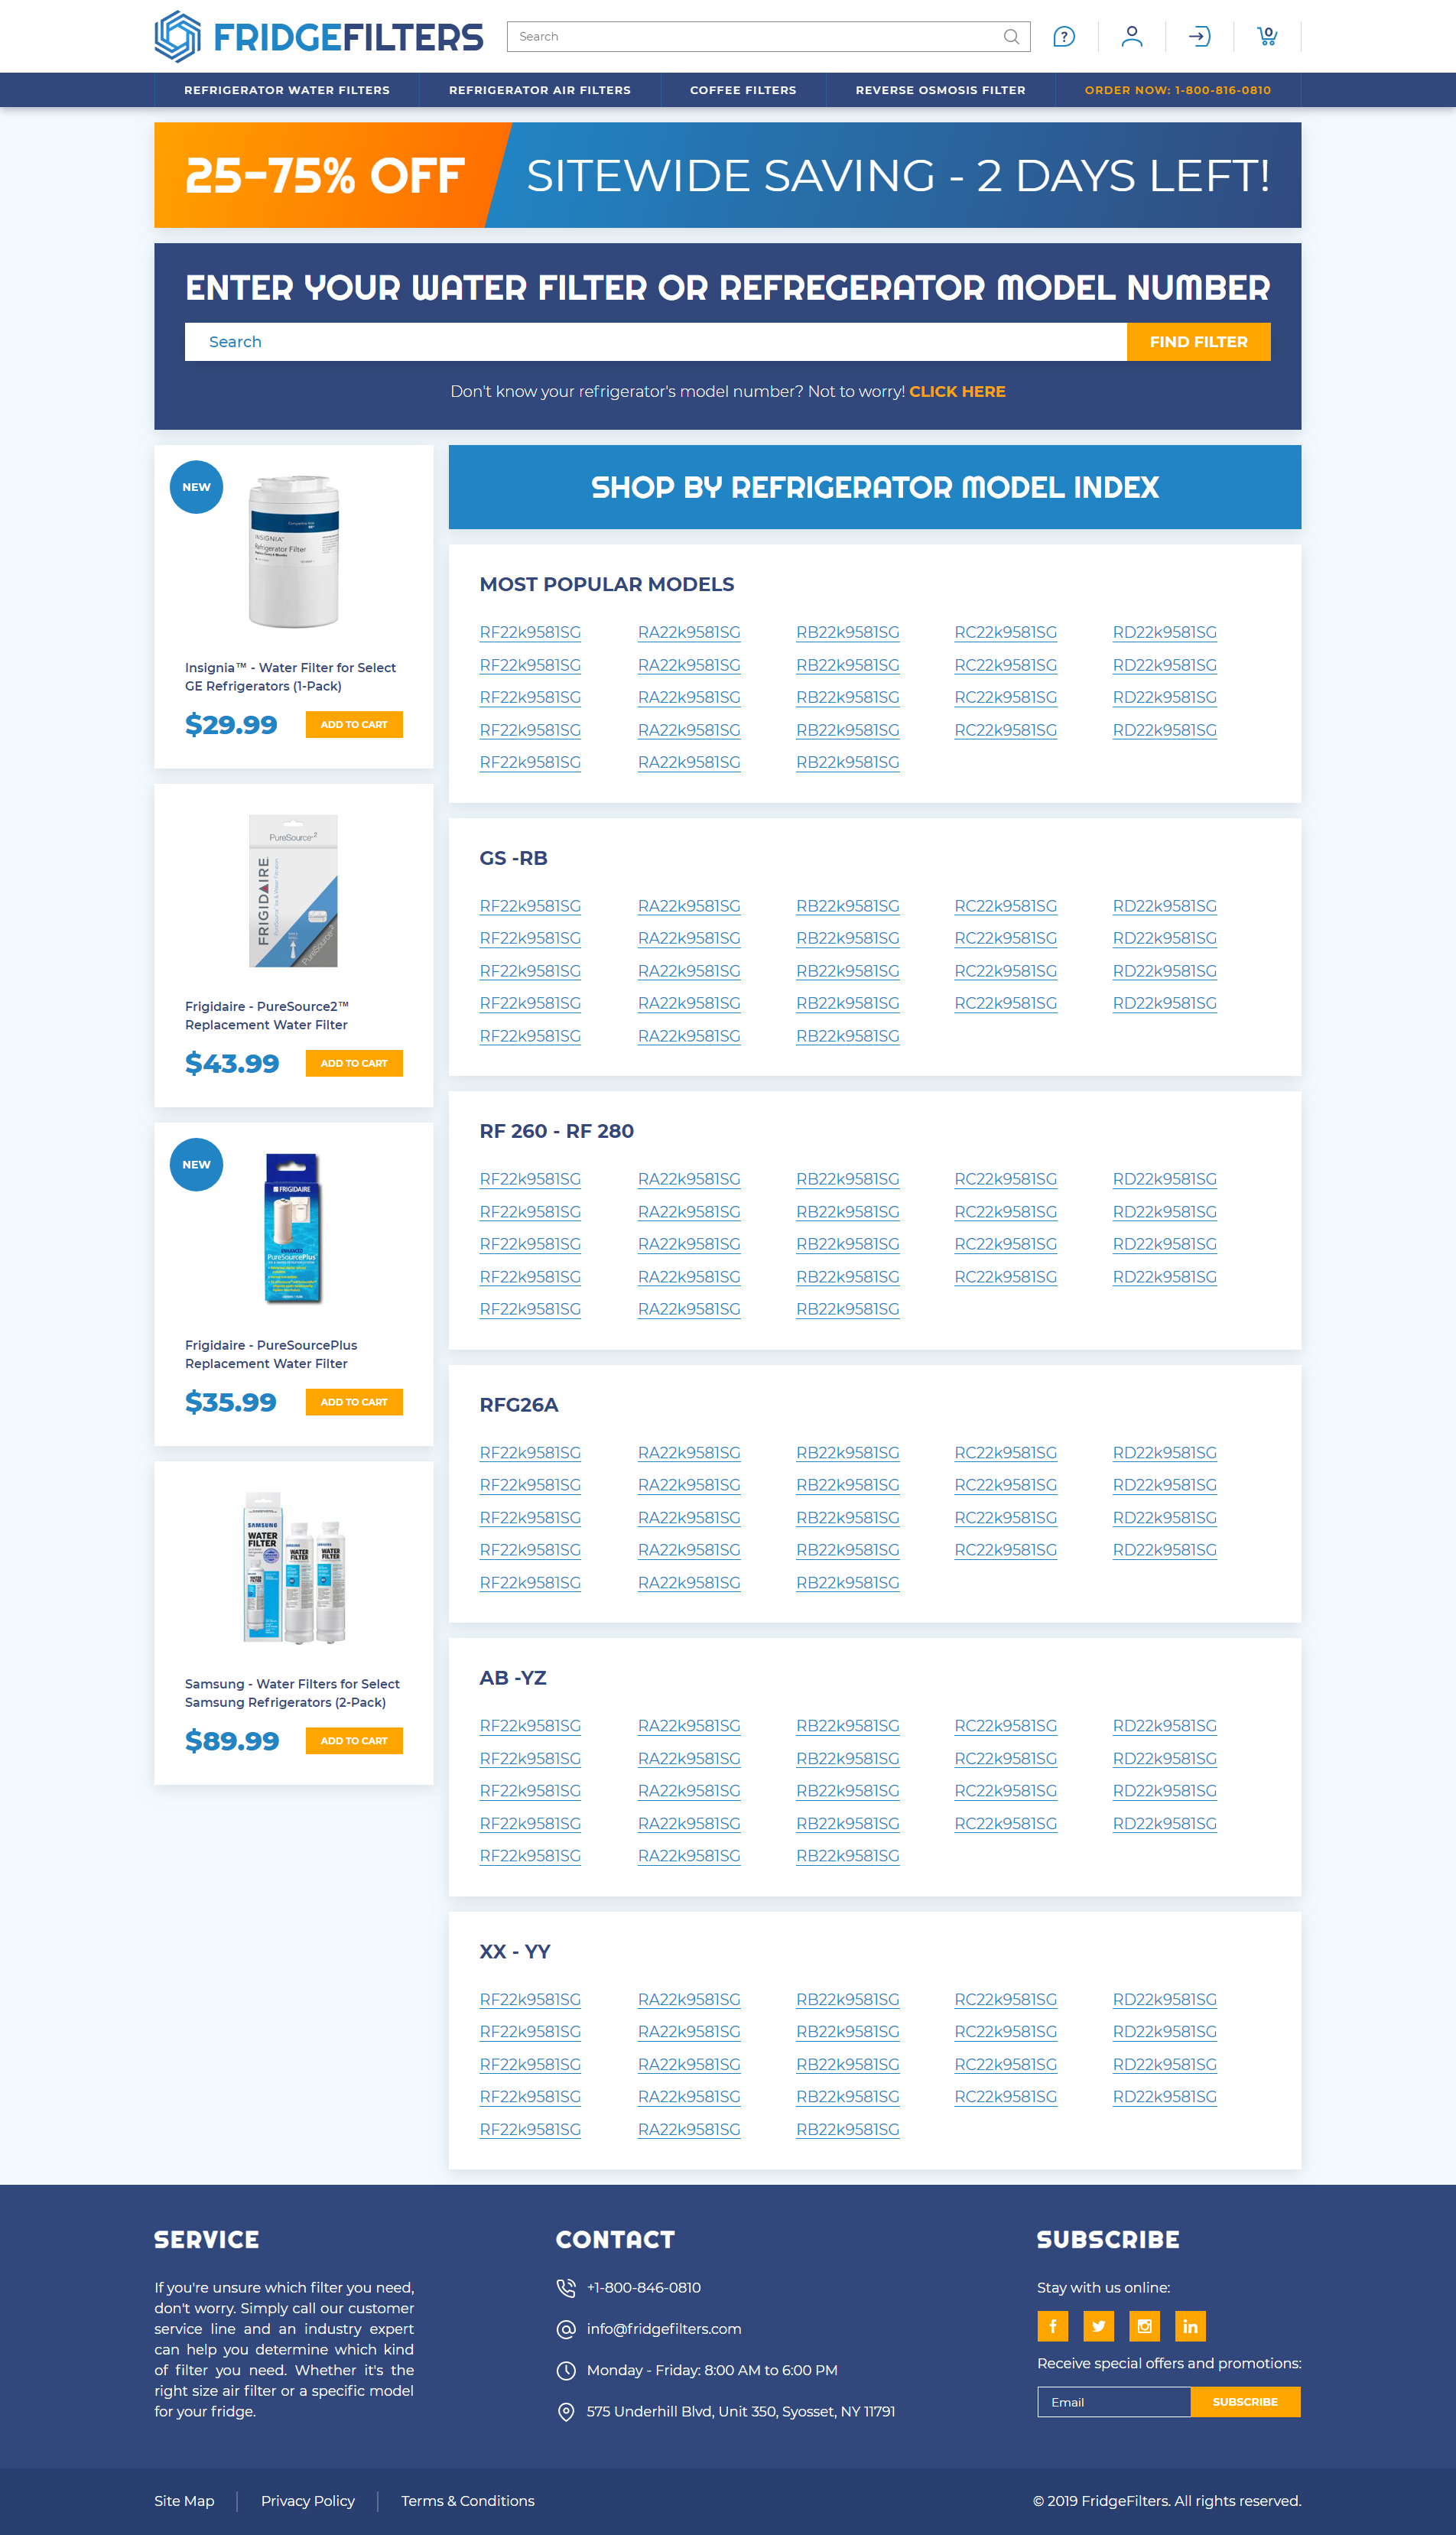 FRIDGEFILTERS
Search
?
0
REFRIGERATOR WATER FILTERS
REFRIGERATOR AIR FILTERS
COFFEE FILTERS
REVERSE OSMOSIS FILTER
ORDER NOW: 1-800-816-0810
25-75% OFF
SITEWIDE SAVING - 2 DAYS LEFT!
ENTER YOUR WATER FILTER OR REFREGERATOR MODEL NUMBER
Search
FIND FILTER
Don't know your refrigerator's model number? Not to worry! CLICK HERE
NEW
INSIGNIA
Refrigerator Filter
Insignia™ - Water Filter for Select
GE Refrigerators (1-Pack)
$29.99
ADD TO CART
PureSource2
FRIGIDAIRE
PureSource2
Frigidaire - PureSource2™
Replacement Water Filter
$43.99
ADD TO CART
NEW
FRIGIDAIRE
ENHANCED
PureSourcePlus
Frigidaire - PureSourcePlus
Replacement Water Filter
$35.99
ADD TO CART
SAMSUNG
WATER
FILTER
WATER
FILTER
WATER
FILTER
Samsung - Water Filters for Select
Samsung Refrigerators (2-Pack)
$89.99
ADD TO CART
SHOP BY REFRIGERATOR MODEL INDEX
MOST POPULAR MODELS
RF22k9581SG RA22k9581SG RB22k9581SG RC22k9581SG RD22k9581SG
RF22k9581SG RA22k9581SG RB22k9581SG RC22k9581SG RD22k9581SG
RF22k9581SG RA22k9581SG RB22k9581SG RC22k9581SG RD22k9581SG
RF22k9581SG RA22k9581SG RB22k9581SG RC22k9581SG RD22k9581SG
RF22k9581SG RA22k9581SG RB22k9581SG
GS -RB
RF22k9581SG RA22k9581SG RB22k9581SG RC22k9581SG RD22k9581SG
RF22k9581SG RA22k9581SG RB22k9581SG RC22k9581SG RD22k9581SG
RF22k9581SG RA22k9581SG RB22k9581SG RC22k9581SG RD22k9581SG
RF22k9581SG RA22k9581SG RB22k9581SG RC22k9581SG RD22k9581SG
RF22k9581SG RA22k9581SG RB22k9581SG
RF 260 - RF 280
RF22k9581SG RA22k9581SG RB22k9581SG RC22k9581SG RD22k9581SG
RF22k9581SG RA22k9581SG RB22k9581SG RC22k9581SG RD22k9581SG
RF22k9581SG RA22k9581SG RB22k9581SG RC22k9581SG RD22k9581SG
RF22k9581SG RA22k9581SG RB22k9581SG RC22k9581SG RD22k9581SG
RF22k9581SG RA22k9581SG RB22k9581SG
RFG26A
RF22k9581SG RA22k9581SG RB22k9581SG RC22k9581SG RD22k9581SG
RF22k9581SG RA22k9581SG RB22k9581SG RC22k9581SG RD22k9581SG
RF22k9581SG RA22k9581SG RB22k9581SG RC22k9581SG RD22k9581SG
RF22k9581SG RA22k9581SG RB22k9581SG RC22k9581SG RD22k9581SG
RF22k9581SG RA22k9581SG RB22k9581SG
AB -YZ
RF22k9581SG RA22k9581SG RB22k9581SG RC22k9581SG RD22k9581SG
RF22k9581SG RA22k9581SG RB22k9581SG RC22k9581SG RD22k9581SG
RF22k9581SG RA22k9581SG RB22k9581SG RC22k9581SG RD22k9581SG
RF22k9581SG RA22k9581SG RB22k9581SG RC22k9581SG RD22k9581SG
RF22k9581SG RA22k9581SG RB22k9581SG
XX - YY
RF22k9581SG RA22k9581SG RB22k9581SG RC22k9581SG RD22k9581SG
RF22k9581SG RA22k9581SG RB22k9581SG RC22k9581SG RD22k9581SG
RF22k9581SG RA22k9581SG RB22k9581SG RC22k9581SG RD22k9581SG
RF22k9581SG RA22k9581SG RB22k9581SG RC22k9581SG RD22k9581SG
RF22k9581SG RA22k9581SG RB22k9581SG
SERVICE
If you're unsure which filter you need,
don't worry. Simply call our customer
service line and an industry expert
can help you determine which kind
of filter you need. Whether it's the
right size air filter or a specific model
for your fridge.
CONTACT
+1-800-846-0810
info@fridgefilters.com
Monday - Friday: 8:00 AM to 6:00 PM
575 Underhill Blvd, Unit 350, Syosset, NY 11791
SUBSCRIBE
Stay with us online:
Receive special offers and promotions:
Email
SUBSCRIBE
Site Map
Privacy Policy
Terms & Conditions
© 2019 FridgeFilters. All rights reserved.